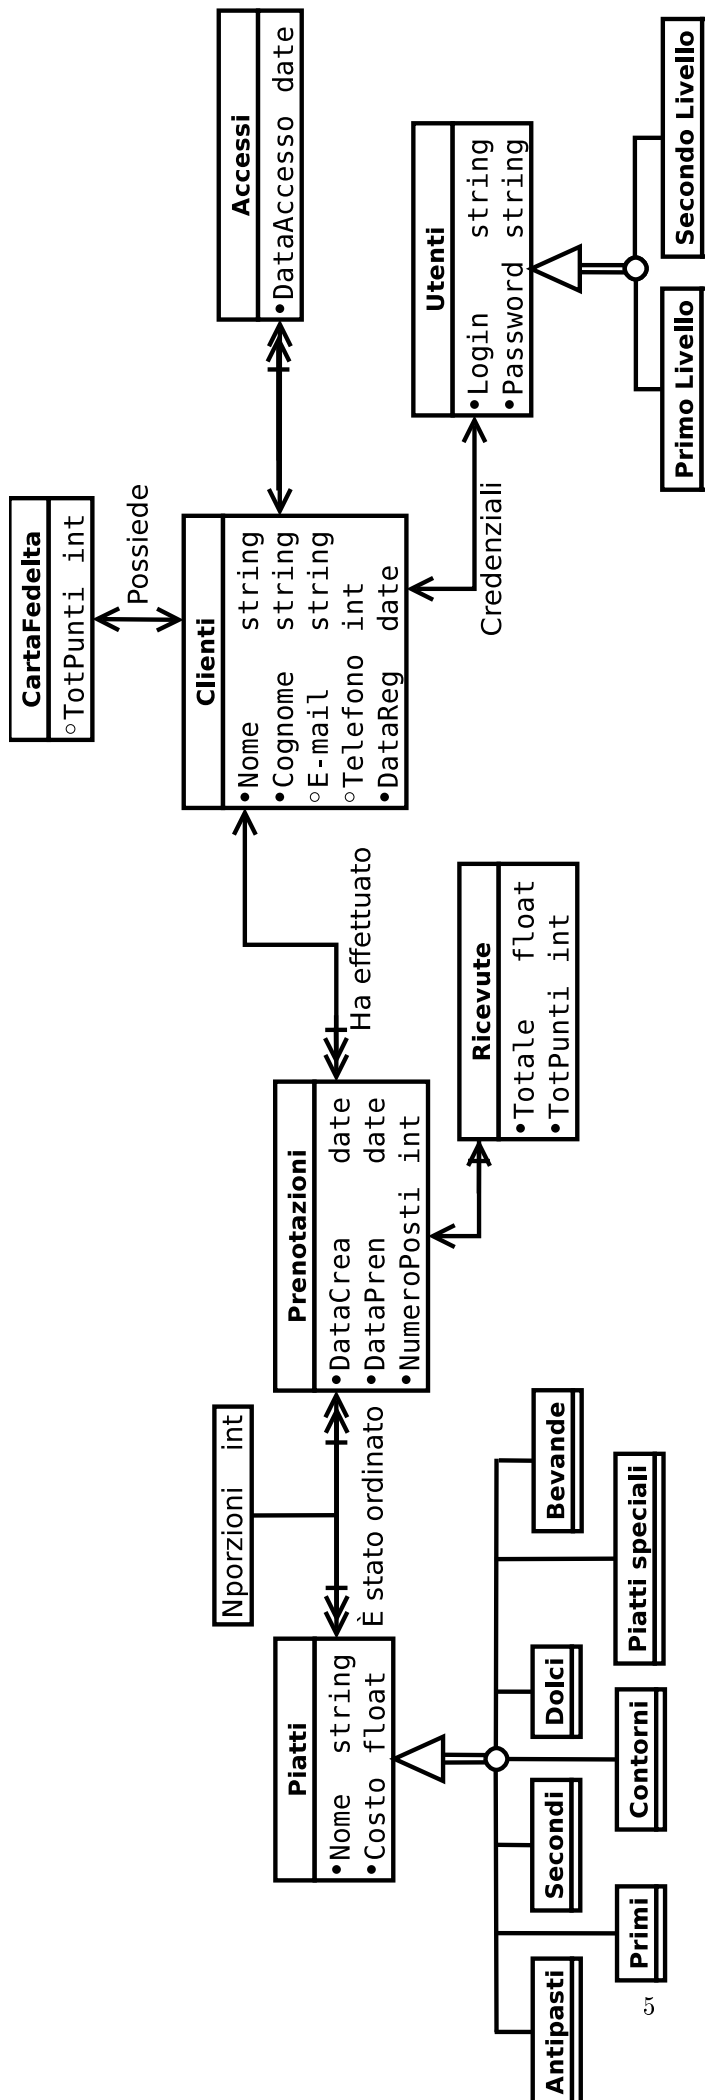 CartaFedelta
○TotPunti int
Possiede
Accessi
•DataAccesso date
Clienti
•Nome string
•Cognome string
○E-mail string
○Telefono int
•DataReg date
Credenziali
Utenti
•Login string
•Password string
Primo Livello
Secondo Livello
Ha effettuato
Prenotazioni
•DataCrea date
•DataPren date
•NumeroPosti int
Ricevute
•Totale float
•TotPunti int
Nporzioni int
È stato ordinato
Piatti
•Nome string
•Costo float
Antipasti
Primi
Secondi
Contorni
Dolci
Piatti speciali
Bevande
5